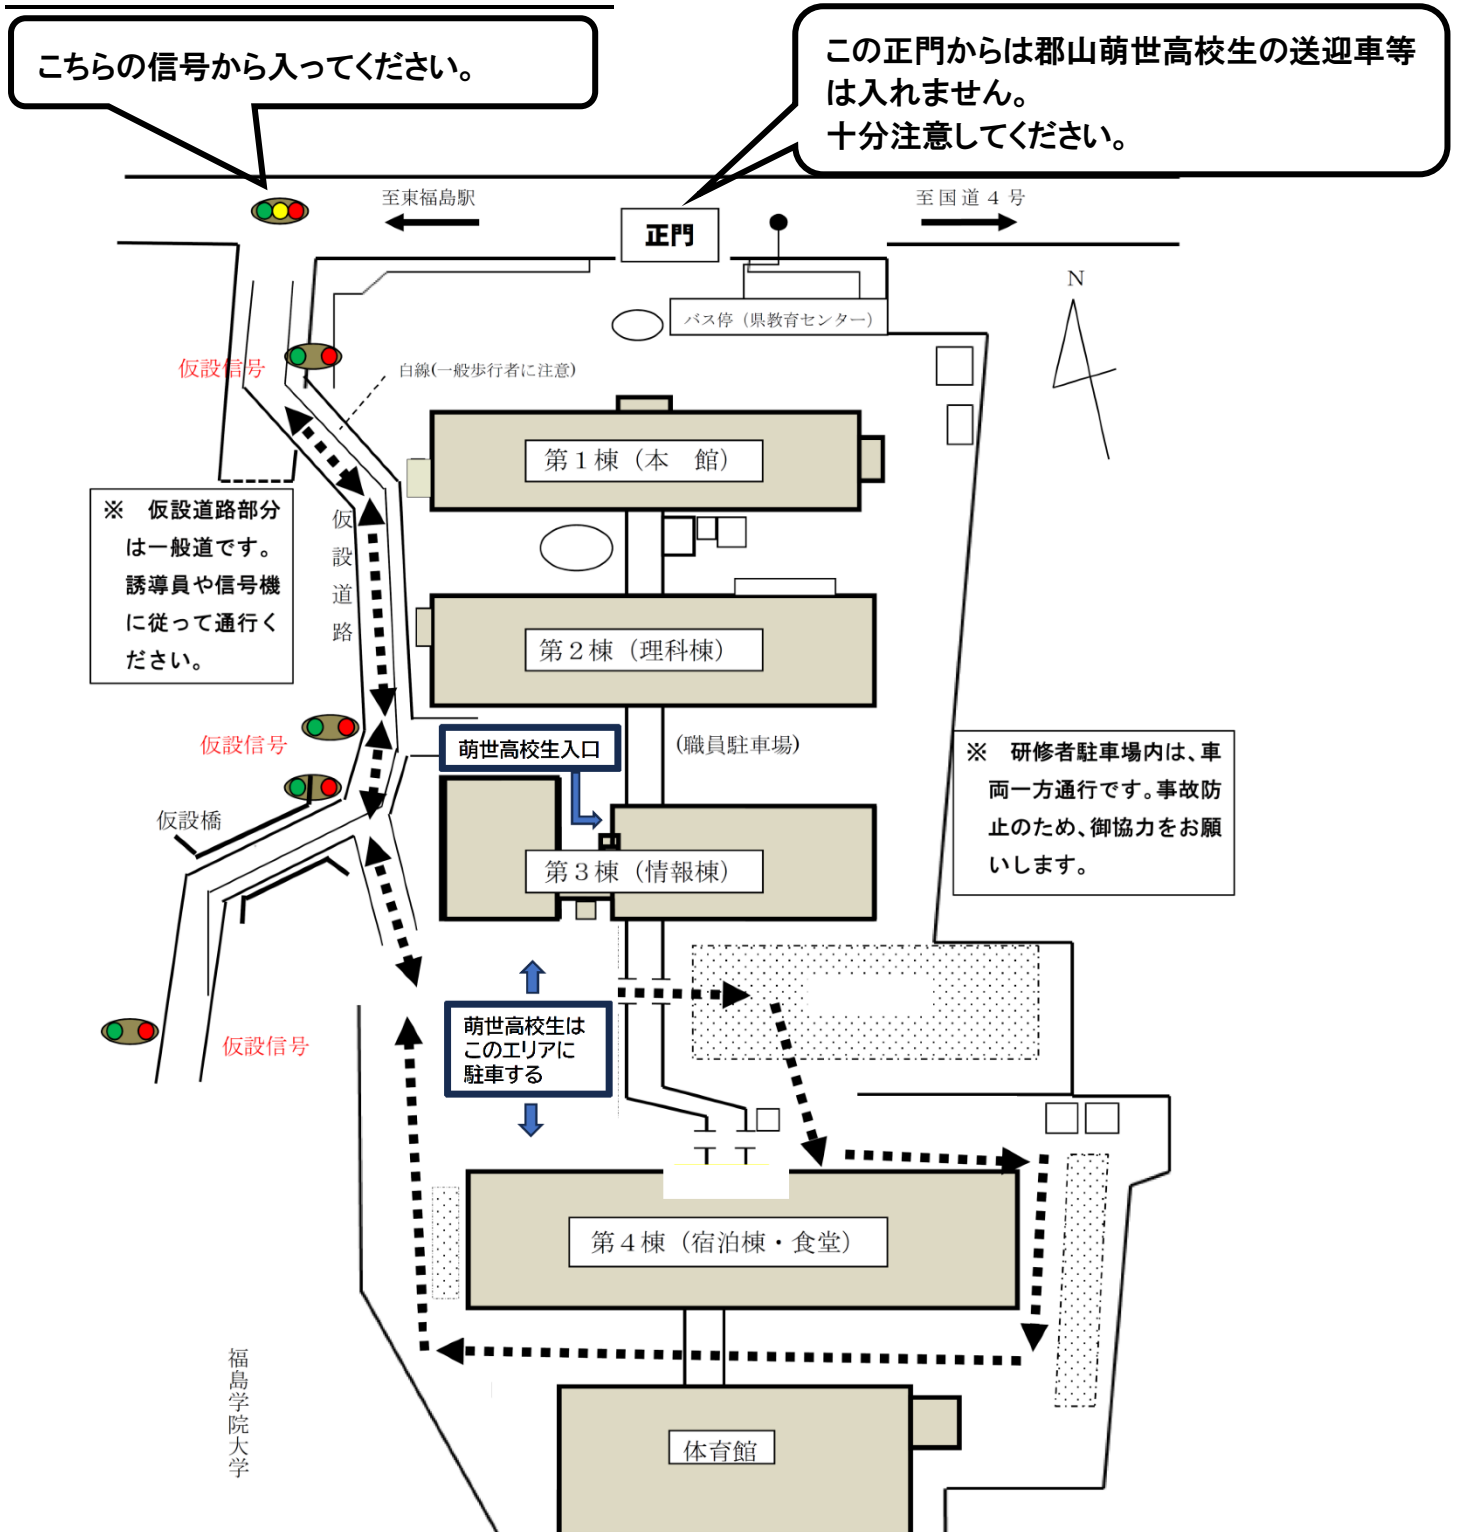 こちらの信号から入ってください。
この正門からは郡山萌世高校生の送迎車等
は入れません。
十分注意してください。
至東福島駅
正門
至国道４号
N
バス停（県教育センター）
仮設信号
白線(一般歩行者に注意)
第１棟（本　館）
※　仮設道路部分
は一般道です。
誘導員や信号機
に従って通行く
ださい。
仮設道路
第２棟（理科棟）
仮設信号
萌世高校生入口
(職員駐車場)
※　研修者駐車場内は、車
両一方通行です。事故防
止のため、御協力をお願
いします。
仮設橋
第３棟（情報棟）
萌世高校生は
このエリアに
駐車する
仮設信号
第４棟（宿泊棟・食堂）
福島学院大学
体育館